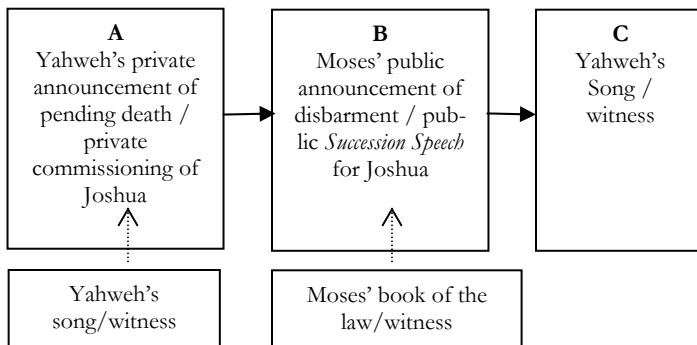 A
Yahweh's private
announcement of
pending death /
private
commissioning of
Joshua
B
Moses' public
announcement of
disbarment / pub-
lic Succession Speech
for Joshua
C
Yahweh's
Song /
witness
Yahweh's
song/witness
Moses' book of the
law/witness